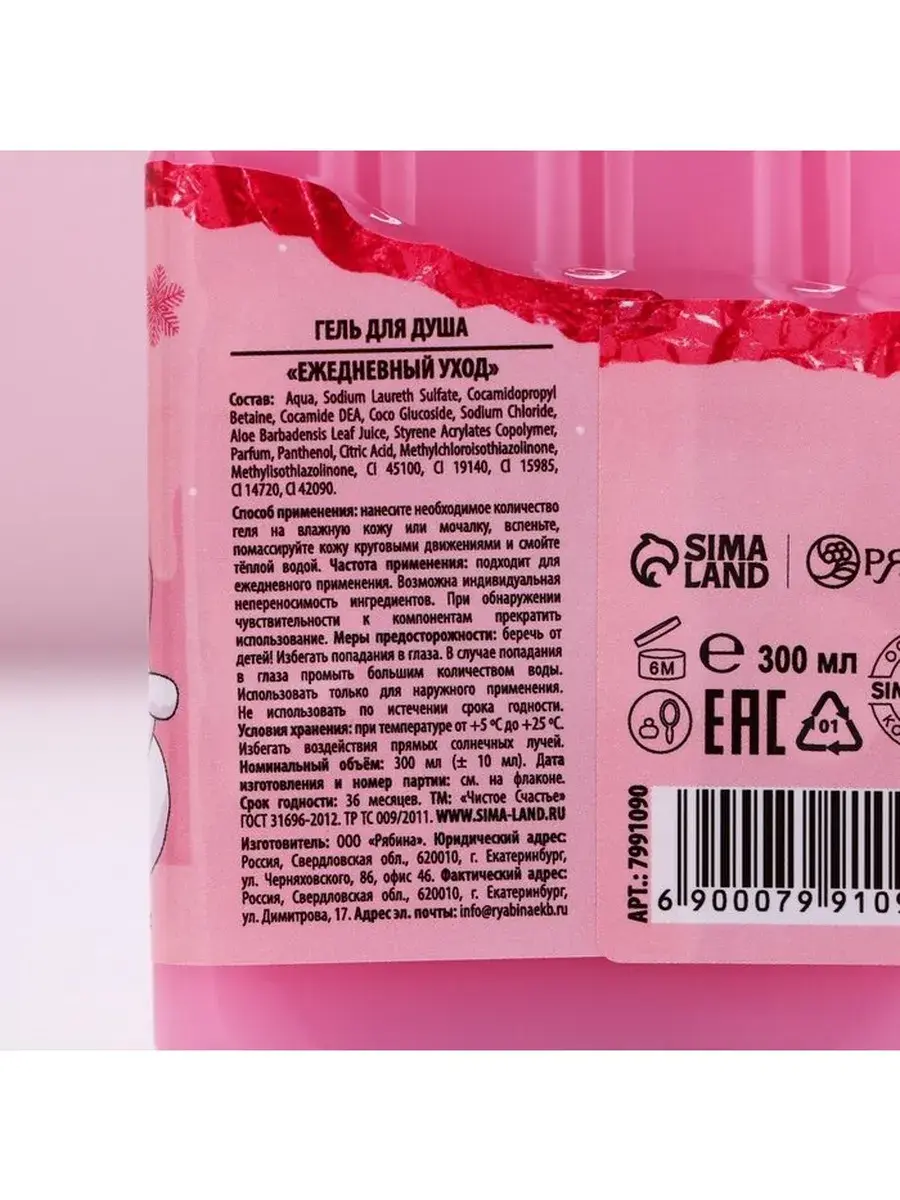 ГЕЛЬ ДЛЯ ДУША
«ЕЖЕДНЕВНЫЙ УХОД»
Состав: Aqua, Sodium Laureth Sulfate, Cocamidopropyl
Betaine, Cocamide DEA, Coco Glucoside, Sodium Chloride,
Aloe Barbadensis Leaf Juice, Styrene Acrylates Copolymer,
Parfum, Panthenol, Citric Acid, Methylchloroisothiazolinone,
Methylisothiazolinone, CI 45100, CI 19140, CI 15985,
CI 14720, CI 42090.
Способ применения: нанесите необходимое количество
геля на влажную кожу или мочалку, вспеньте,
помассируйте кожу круговыми движениями и смойте
тёплой водой. Частота применения: подходит для
ежедневного применения. Возможна индивидуальная
непереносимость ингредиентов. При обнаружении
чувствительности к компонентам прекратить
использование. Меры предосторожности: беречь от
детей! Избегать попадания в глаза. В случае попадания
в глаза промыть большим количеством воды.
Использовать только для наружного применения.
Не использовать по истечении срока годности.
Условия хранения: при температуре от +5 °C до +25 °C.
Избегать воздействия прямых солнечных лучей.
Номинальный объём: 300 мл (± 10 мл). Дата
изготовления и номер партии: см. на флаконе.
Срок годности: 36 месяцев. ТМ: «Чистое Счастье»
ГОСТ 31696-2012. ТР ТС 009/2011. WWW.SIMA-LAND.RU
Изготовитель: ООО «Рябина». Юридический адрес:
Россия, Свердловская обл., 620010, г. Екатеринбург,
ул. Черняховского, 86, офис 46. Фактический адрес:
Россия, Свердловская обл., 620010, г. Екатеринбург,
ул. Димитрова, 17. Адрес эл. почты: info@ryabinaekb.ru
SIMA
LAND
РЯ
6M
℮ 300 мл
SIM
EAC
01
АРТ.: 7991090
6 900079 9109